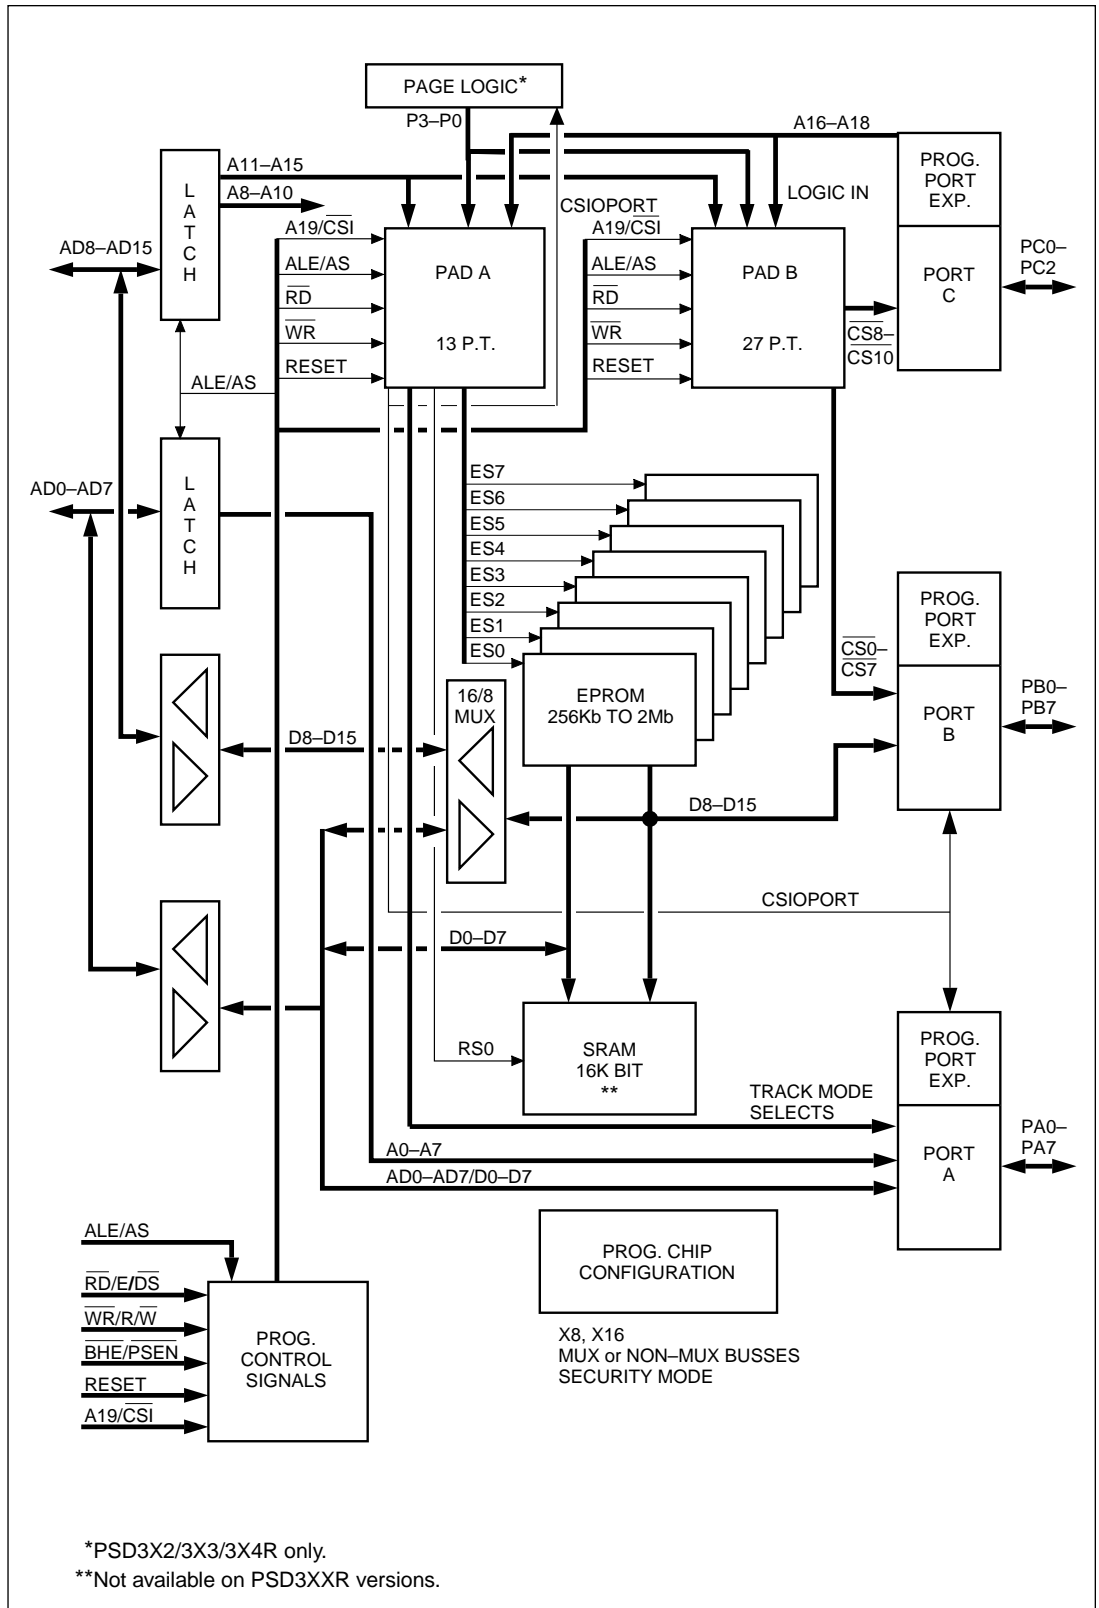 PAGE LOGIC*
P3–P0
A16–A18
PROG.
PORT
EXP.
L
A
T
C
H
A11–A15
A8–A10
LOGIC IN
CSIOPORT
AD8–AD15
A19/CSI
ALE/AS
RD
WR
RESET
PAD A
13 P.T.
A19/CSI
ALE/AS
RD
WR
RESET
PAD B
27 P.T.
PORT
C
PC0–
PC2
CS8–
CS10
ALE/AS
AD0–AD7
L
A
T
C
H
ES7
ES6
ES5
ES4
ES3
ES2
ES1
ES0
EPROM
256Kb TO 2Mb
PROG.
PORT
EXP.
CS0–
CS7
PORT
B
PB0–
PB7
16/8
MUX
D8–D15
D8–D15
CSIOPORT
D0–D7
RS0
SRAM
16K BIT
**
PROG.
PORT
EXP.
TRACK MODE
SELECTS
PORT
A
PA0–
PA7
A0–A7
AD0–AD7/D0–D7
ALE/AS
RD/E/DS
WR/R/W
BHE/PSEN
RESET
A19/CSI
PROG.
CONTROL
SIGNALS
PROG. CHIP
CONFIGURATION
X8, X16
MUX or NON–MUX BUSSES
SECURITY MODE
*PSD3X2/3X3/3X4R only.
**Not available on PSD3XXR versions.